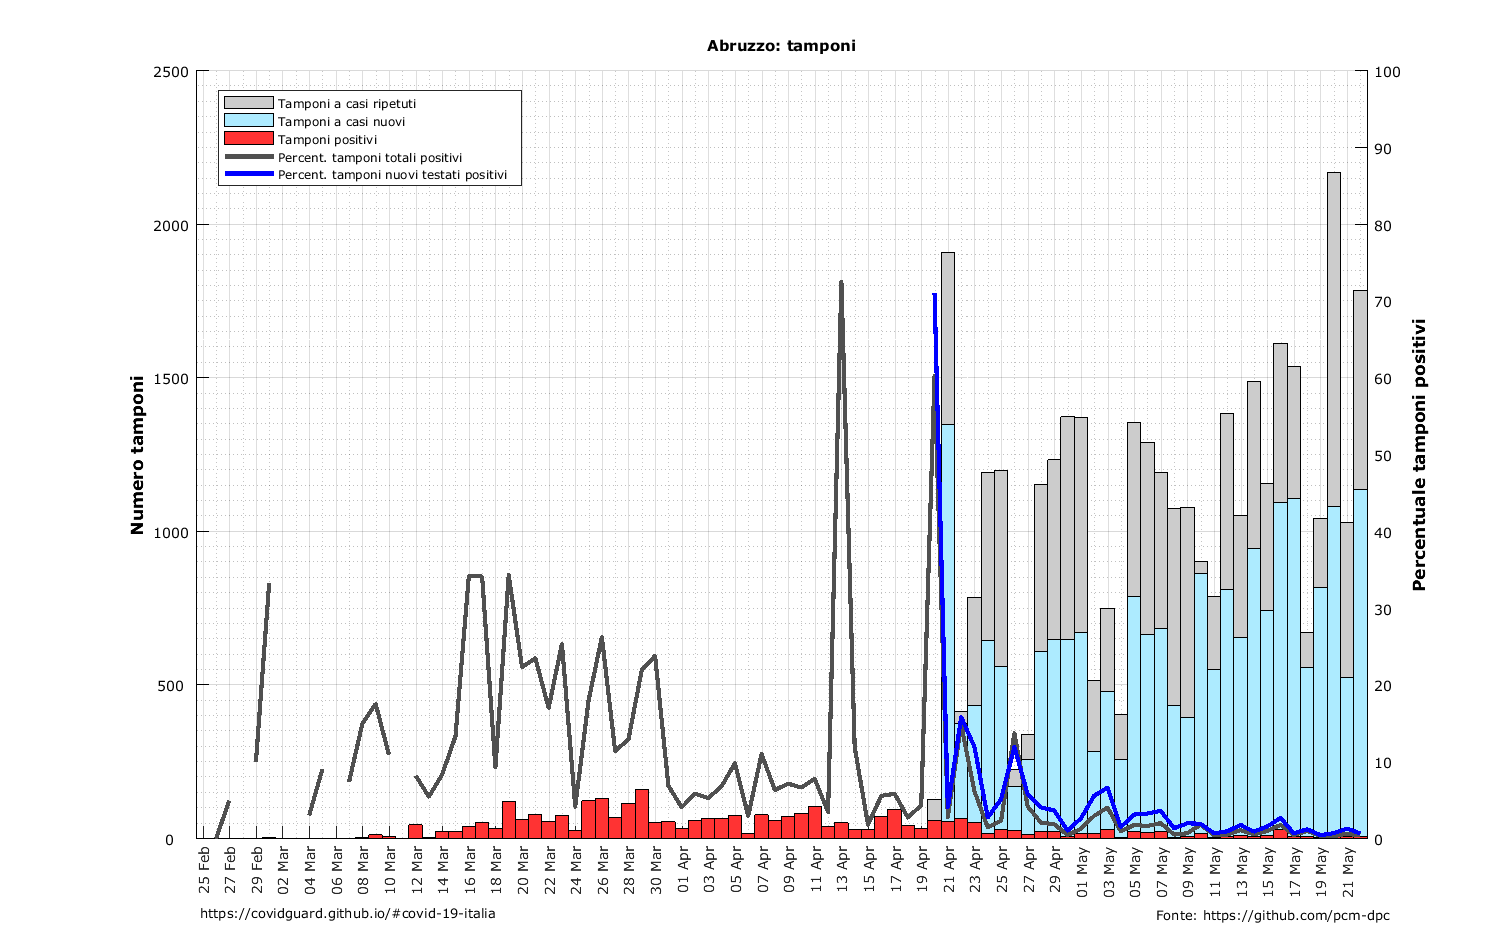 Abruzzo: tamponi
2500
2000
1500
1000
500
0
Numero tamponi
Tamponi a casi ripetuti
Tamponi a casi nuovi
Tamponi positivi
Percent. tamponi totali positivi
Percent. tamponi nuovi testati positivi
100
90
80
70
60
50
40
30
20
10
0
Percentuale tamponi positivi
25 Feb
27 Feb
29 Feb
02 Mar
04 Mar
06 Mar
08 Mar
10 Mar
12 Mar
14 Mar
16 Mar
18 Mar
20 Mar
22 Mar
24 Mar
26 Mar
28 Mar
30 Mar
01 Apr
03 Apr
05 Apr
07 Apr
09 Apr
11 Apr
13 Apr
15 Apr
17 Apr
19 Apr
21 Apr
23 Apr
25 Apr
27 Apr
29 Apr
01 May
03 May
05 May
07 May
09 May
11 May
13 May
15 May
17 May
19 May
21 May
https://covidguard.github.io/#covid-19-italia
Fonte: https://github.com/pcm-dpc